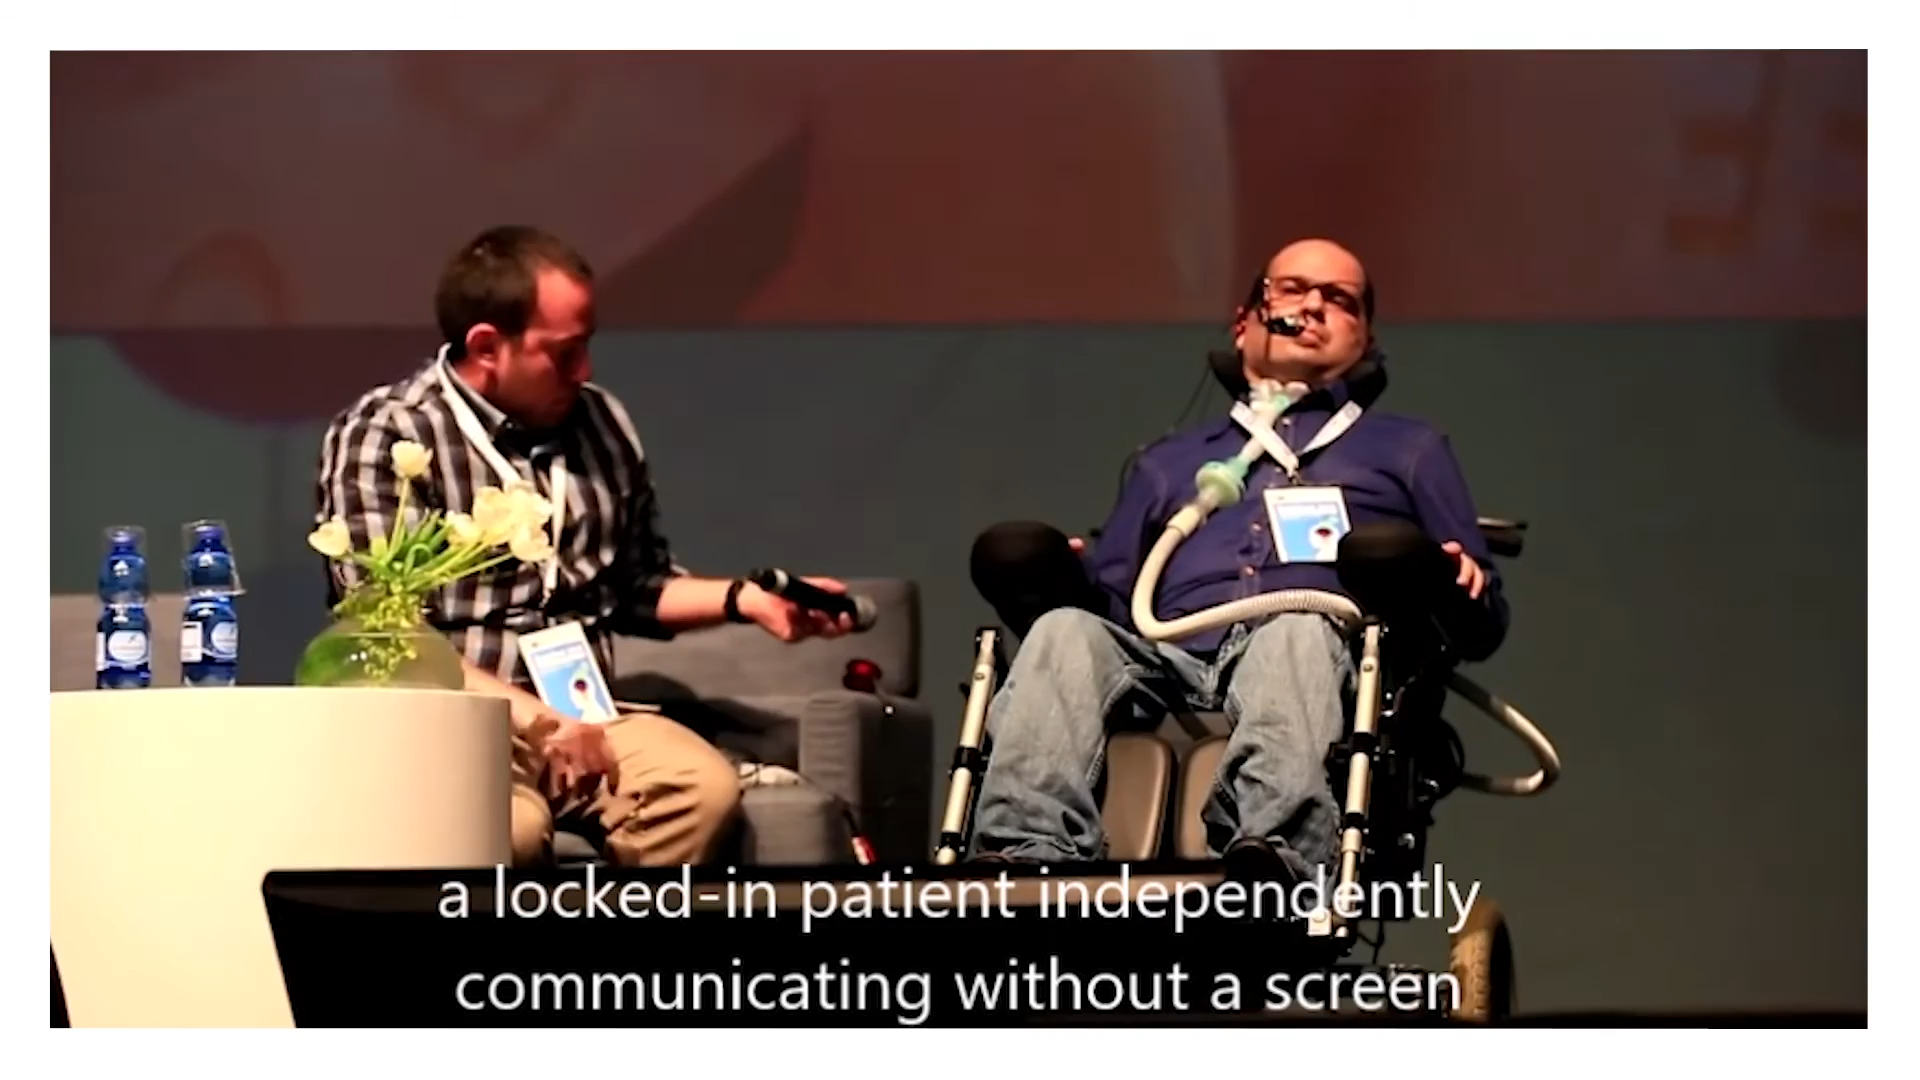 a locked-in patient independently
communicating without a screen